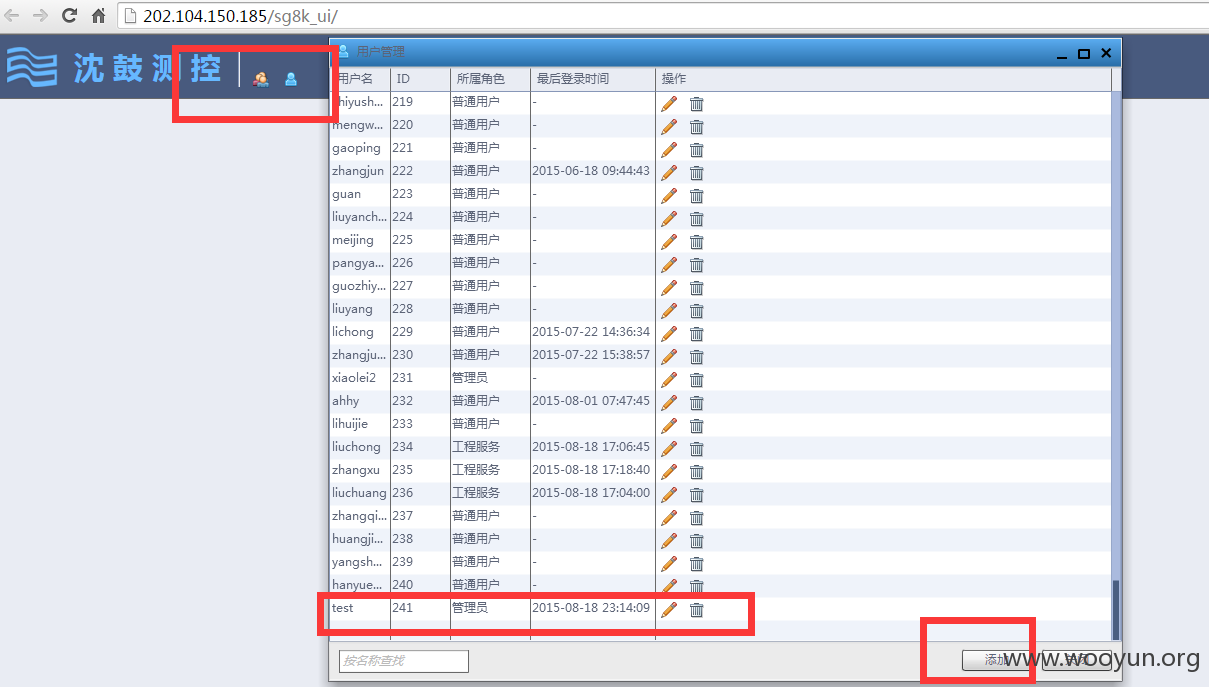 202.104.150.185/sg8k_ui/
沈鼓测控
用户管理
用户名 ID 所属角色 最后登录时间 操作
hiyush... 219 普通用户 -
mengw... 220 普通用户 -
gaoping 221 普通用户 -
zhangjun 222 普通用户 2015-06-18 09:44:43
guan 223 普通用户 -
liuyanch... 224 普通用户 -
meijing 225 普通用户 -
pangya... 226 普通用户 -
guozhiy... 227 普通用户 -
liuyang 228 普通用户 -
lichong 229 普通用户 2015-07-22 14:36:34
zhangju... 230 普通用户 2015-07-22 15:38:57
xiaolei2 231 管理员 -
ahhy 232 普通用户 2015-08-01 07:47:45
lihuijie 233 普通用户 -
liuchong 234 工程服务 2015-08-18 17:06:45
zhangxu 235 工程服务 2015-08-18 17:18:40
liuchuang 236 工程服务 2015-08-18 17:04:00
zhangqi... 237 普通用户 -
huangji... 238 普通用户 -
yangsh... 239 普通用户 -
hanyue... 240 普通用户 -
test 241 管理员 2015-08-18 23:14:09
按名称查找 添加
www.wooyun.org